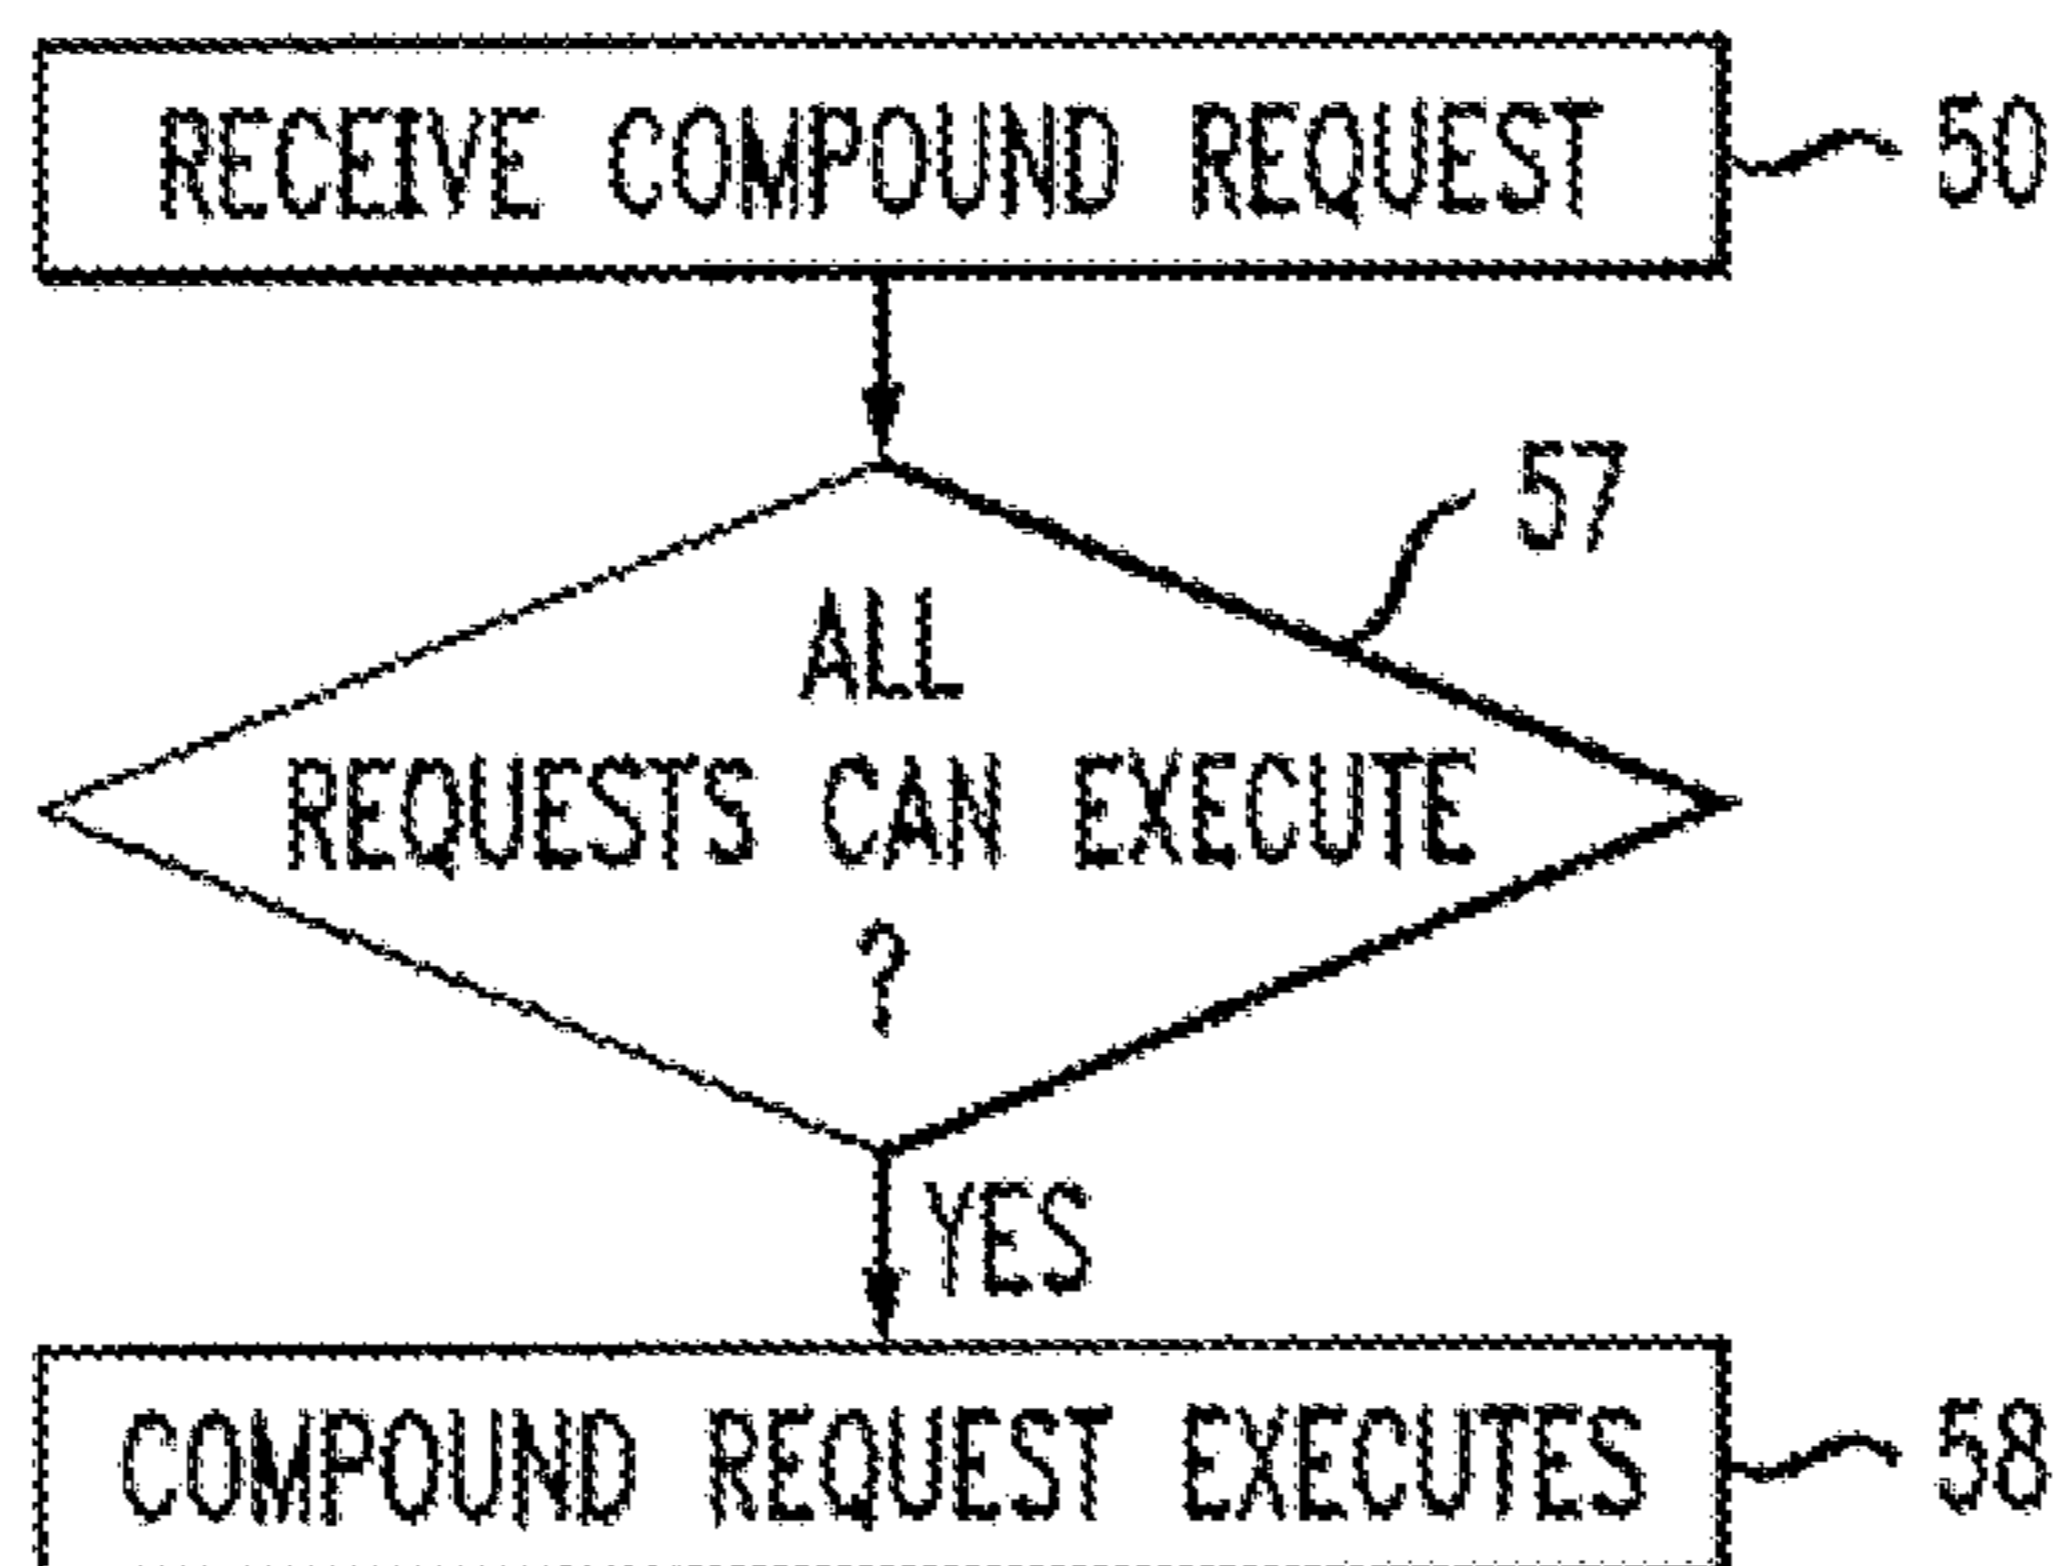 RECEIVE COMPOUND REQUEST
50
57
ALL
REQUESTS CAN EXECUTE
?
YES
COMPOUND REQUEST EXECUTES
58